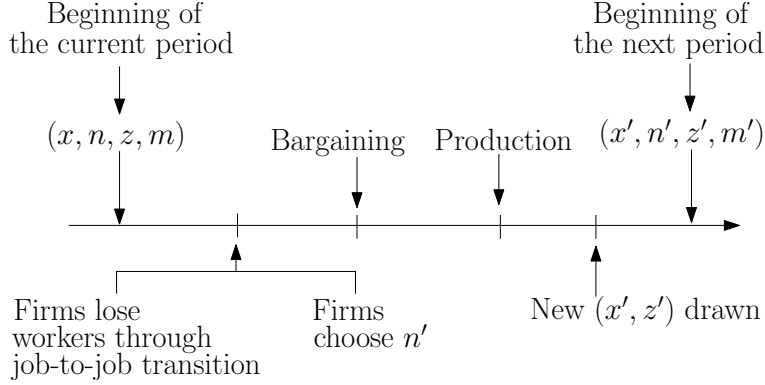 Beginning of
the current period
Beginning of
the next period
(x, n, z, m)
Bargaining
Production
(x′, n′, z′, m′)
Firms lose
workers through
job-to-job transition
Firms
choose n′
New (x′, z′) drawn